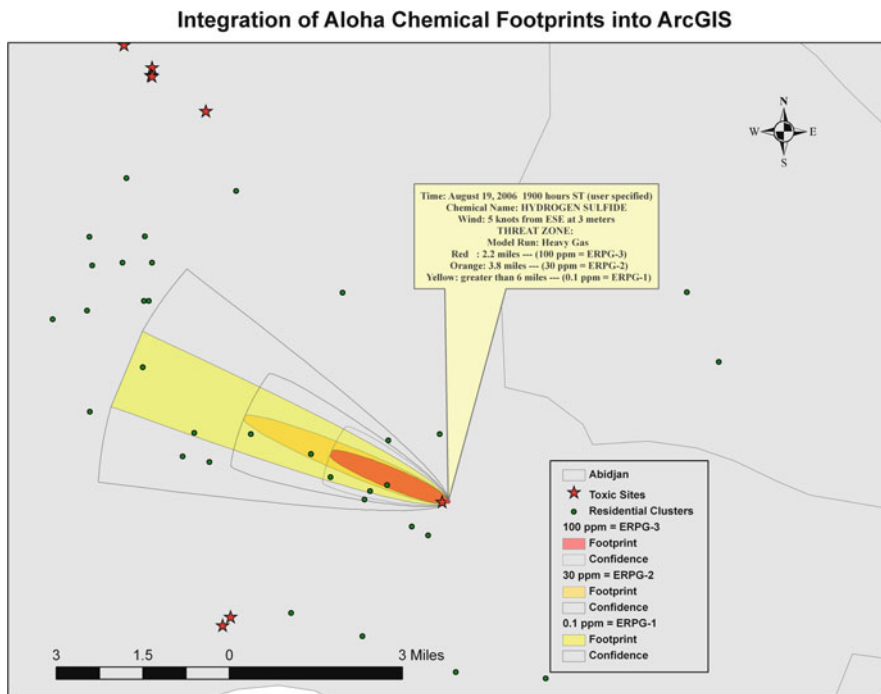 Integration of Aloha Chemical Footprints into ArcGIS
N
W E
S
Time: August 19, 2006 1900 hours ST (user specified)
Chemical Name: HYDROGEN SULFIDE
Wind: 5 knots from ESE at 3 meters
THREAT ZONE:
Model Run: Heavy Gas
Red : 2.2 miles --- (100 ppm = ERPG-3)
Orange: 3.8 miles --- (30 ppm = ERPG-2)
Yellow: greater than 6 miles --- (0.1 ppm = ERPG-1)
Abidjan
Toxic Sites
Residential Clusters
100 ppm = ERPG-3
Footprint
Confidence
30 ppm = ERPG-2
Footprint
Confidence
0.1 ppm = ERPG-1
Footprint
Confidence
3 1.5 0 3 Miles